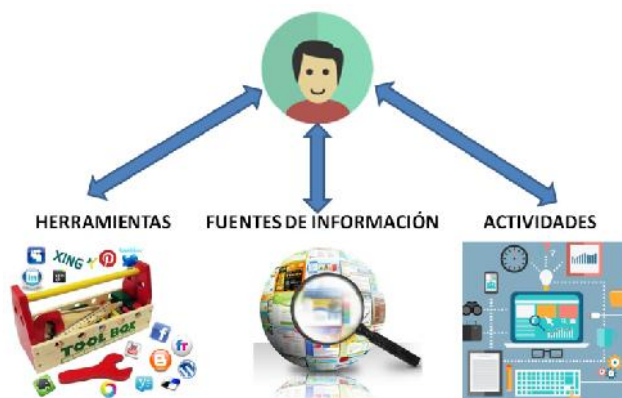 HERRAMIENTAS
FUENTES DE INFORMACIÓN
ACTIVIDADES
XING
TOOL BOX